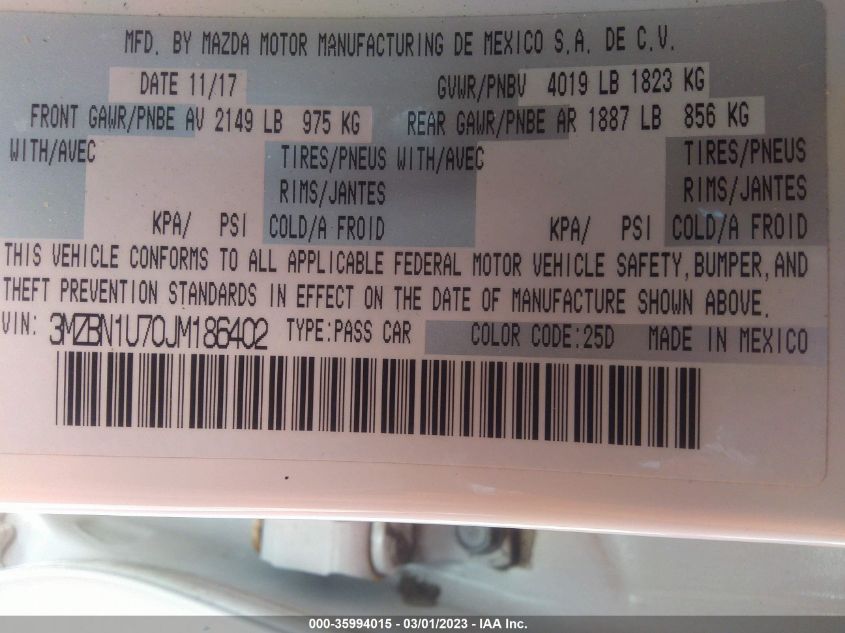 MFD. BY MAZDA MOTOR MANUFACTURING DE MEXICO S.A. DE C.V.
DATE 11/17 GVWR/PNBV 4019 LB 1823 KG
FRONT GAWR/PNBE AV 2149 LB 975 KG REAR GAWR/PNBE AR 1887 LB 856 KG
WITH/AVEC TIRES/PNEUS WITH/AVEC TIRES/PNEUS
RIMS/JANTES RIMS/JANTES
KPA/ PSI COLD/A FROID KPA/ PSI COLD/A FROID
THIS VEHICLE CONFORMS TO ALL APPLICABLE FEDERAL MOTOR VEHICLE SAFETY, BUMPER, AND
THEFT PREVENTION STANDARDS IN EFFECT ON THE DATE OF MANUFACTURE SHOWN ABOVE.
VIN: 3MZBN1U70JM186402 TYPE:PASS CAR COLOR CODE:25D MADE IN MEXICO
000-35994015 - 03/01/2023 - IAA Inc.